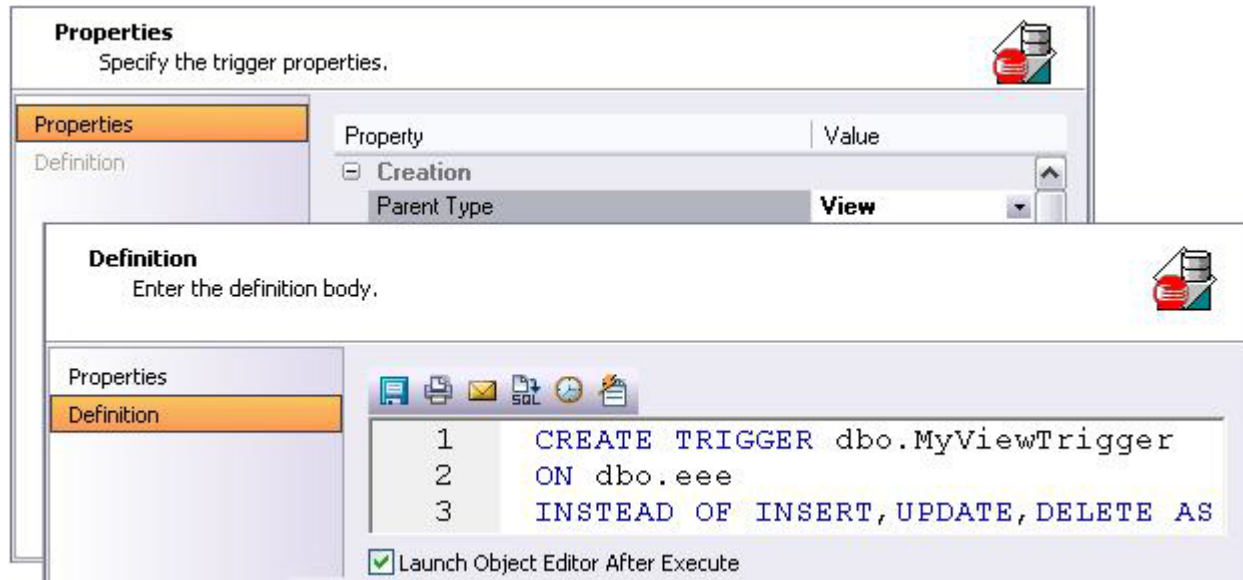 Properties
Specify the trigger properties.
Properties
Definition
Property Value
Creation
Parent Type View
Definition
Enter the definition body.
Properties
Definition
SQL
1 CREATE TRIGGER dbo.MyViewTrigger
2 ON dbo.eee
3 INSTEAD OF INSERT,UPDATE,DELETE AS
Launch Object Editor After Execute